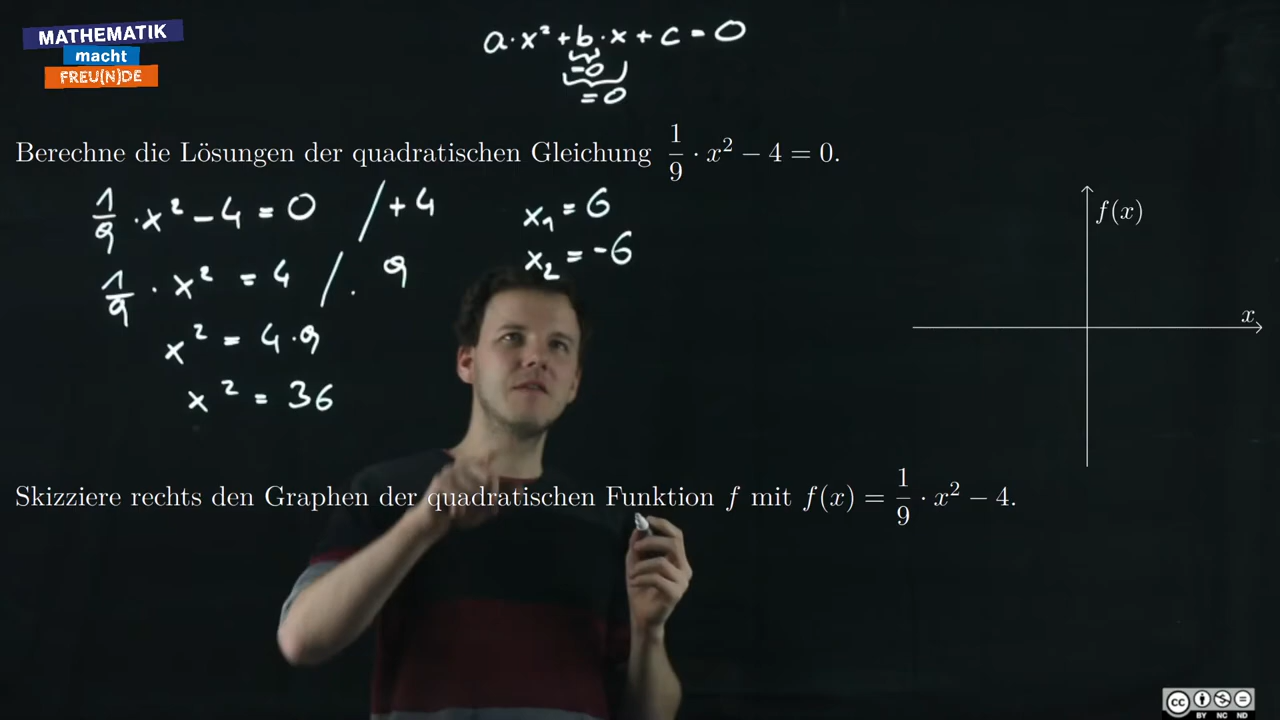 MATHEMATIK
macht
FREU(N)DE
a·x² + b·x + c = 0
=0
=0
Berechne die Lösungen der quadratischen Gleichung 1/9 · x² − 4 = 0.
1/9 · x² − 4 = 0 / +4
1/9 · x² = 4 / · 9
x² = 4·9
x² = 36
x₁ = 6
x₂ = −6
f(x)
x
Skizziere rechts den Graphen der quadratischen Funktion f mit f(x) = 1/9 · x² − 4.
cc
BY NC ND